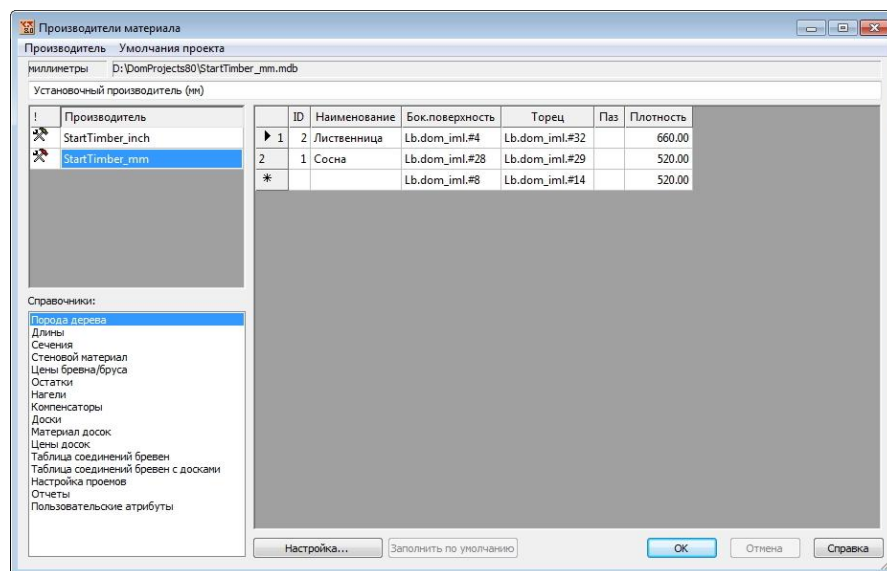 Производители материала
Производитель Умолчания проекта
миллиметры D:\DomProjects80\StartTimber_mm.mdb
Установочный производитель (мм)
! Производитель
StartTimber_inch
StartTimber_mm
ID Наименование Бок.поверхность Торец Паз Плотность
1 2 Лиственница Lb.dom_iml.#4 Lb.dom_iml.#32 660.00
2 1 Сосна Lb.dom_iml.#28 Lb.dom_iml.#29 520.00
* Lb.dom_iml.#8 Lb.dom_iml.#14 520.00
Справочники:
Порода дерева
Длины
Сечения
Стеновой материал
Цены бревна/бруса
Остатки
Нагели
Компенсаторы
Доски
Материал досок
Цены досок
Таблица соединений бревен
Таблица соединений бревен с досками
Настройка проемов
Отчеты
Пользовательские атрибуты
Настройка... Заполнить по умолчанию OK Отмена Справка